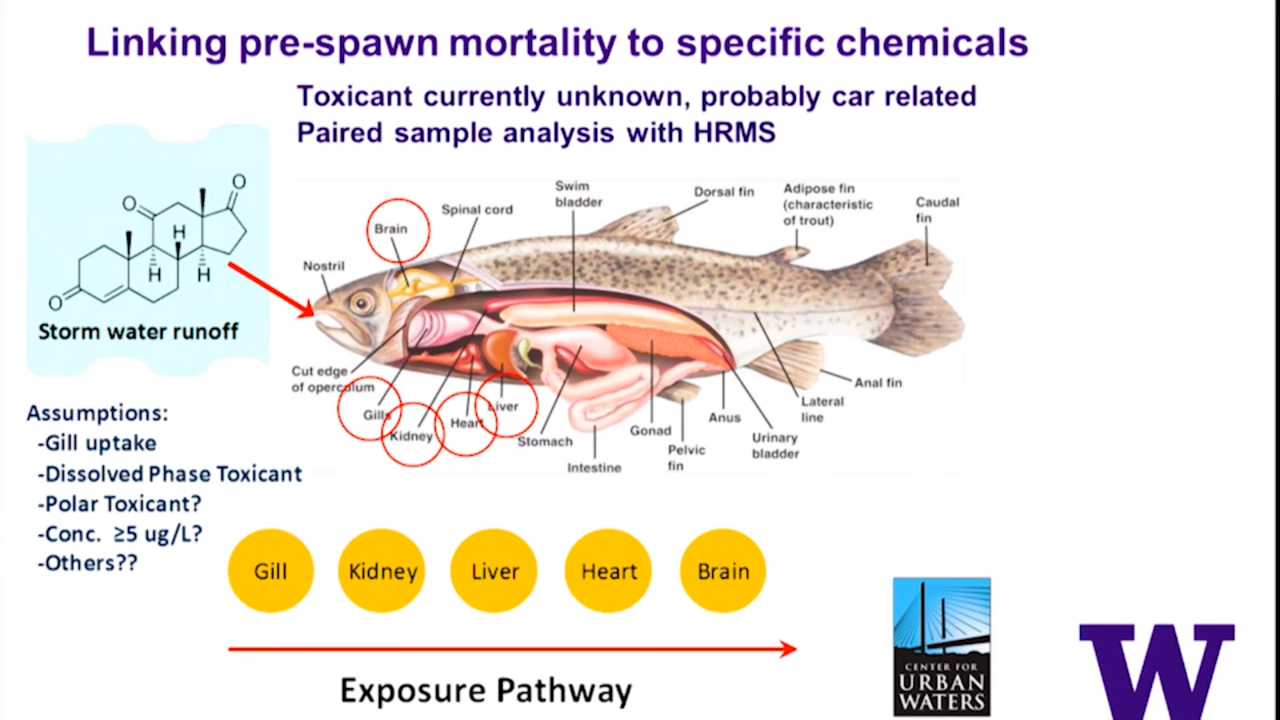 Linking pre-spawn mortality to specific chemicals
Toxicant currently unknown, probably car related
Paired sample analysis with HRMS
O
O
O
H
H
H
Storm water runoff
Brain
Spinal cord
Swim
bladder
Dorsal fin
Adipose fin
(characteristic
of trout)
Caudal
fin
Nostril
Cut edge
of operculum
Gills
Kidney
Heart
Liver
Stomach
Intestine
Gonad
Pelvic
fin
Anus
Urinary
bladder
Lateral
line
Anal fin
Assumptions:
-Gill uptake
-Dissolved Phase Toxicant
-Polar Toxicant?
-Conc. ≥5 ug/L?
-Others??
Gill
Kidney
Liver
Heart
Brain
Exposure Pathway
CENTER FOR
URBAN
WATERS
W